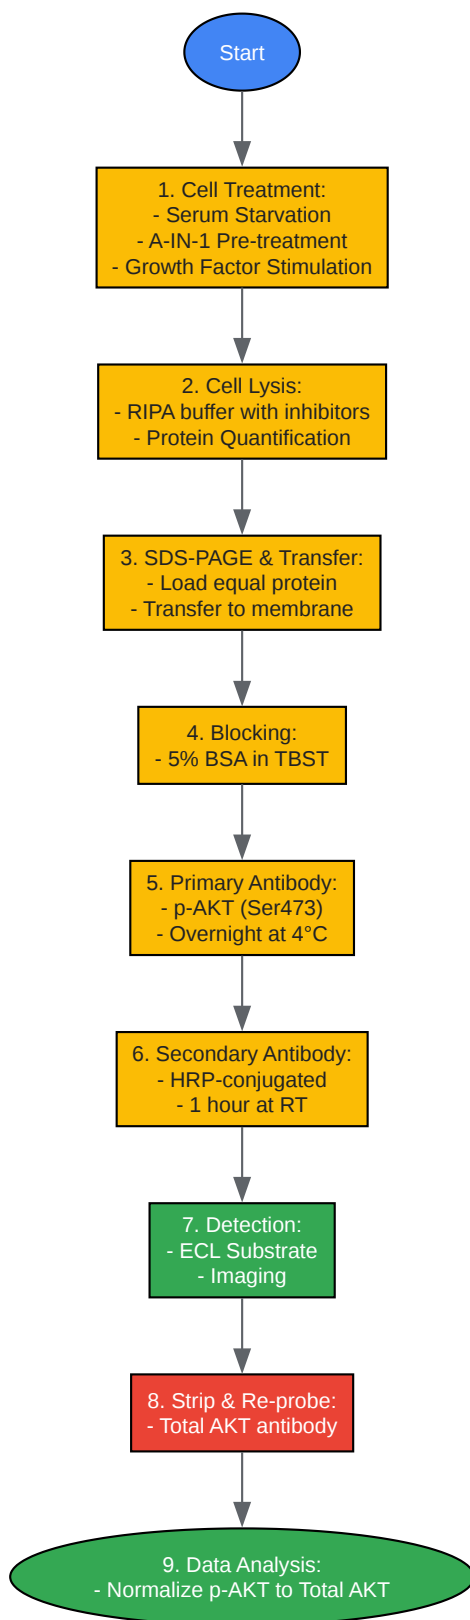 Start
1. Cell Treatment:
- Serum Starvation
- A-IN-1 Pre-treatment
- Growth Factor Stimulation
2. Cell Lysis:
- RIPA buffer with inhibitors
- Protein Quantification
3. SDS-PAGE & Transfer:
- Load equal protein
- Transfer to membrane
4. Blocking:
- 5% BSA in TBST
5. Primary Antibody:
- p-AKT (Ser473)
- Overnight at 4°C
6. Secondary Antibody:
- HRP-conjugated
- 1 hour at RT
7. Detection:
- ECL Substrate
- Imaging
8. Strip & Re-probe:
- Total AKT antibody
9. Data Analysis:
- Normalize p-AKT to Total AKT